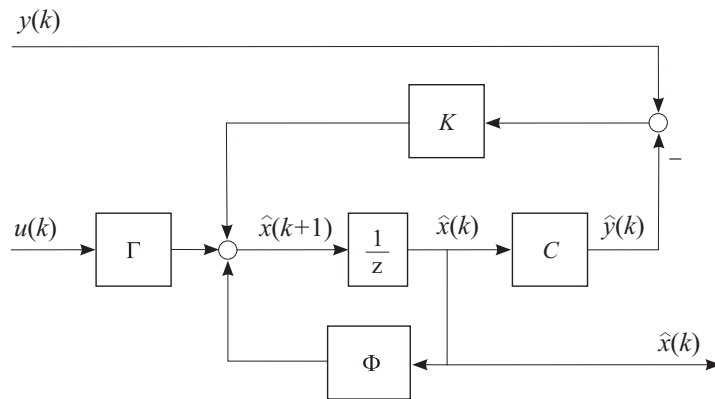 y(k)
K
−
u(k)
Γ
x̂(k+1)
1
z
x̂(k)
C
ŷ(k)
Φ
x̂(k)